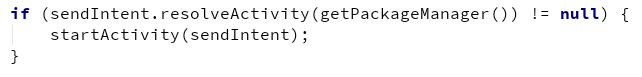 if (sendIntent.resolveActivity(getPackageManager()) != null) {
    startActivity(sendIntent);
}